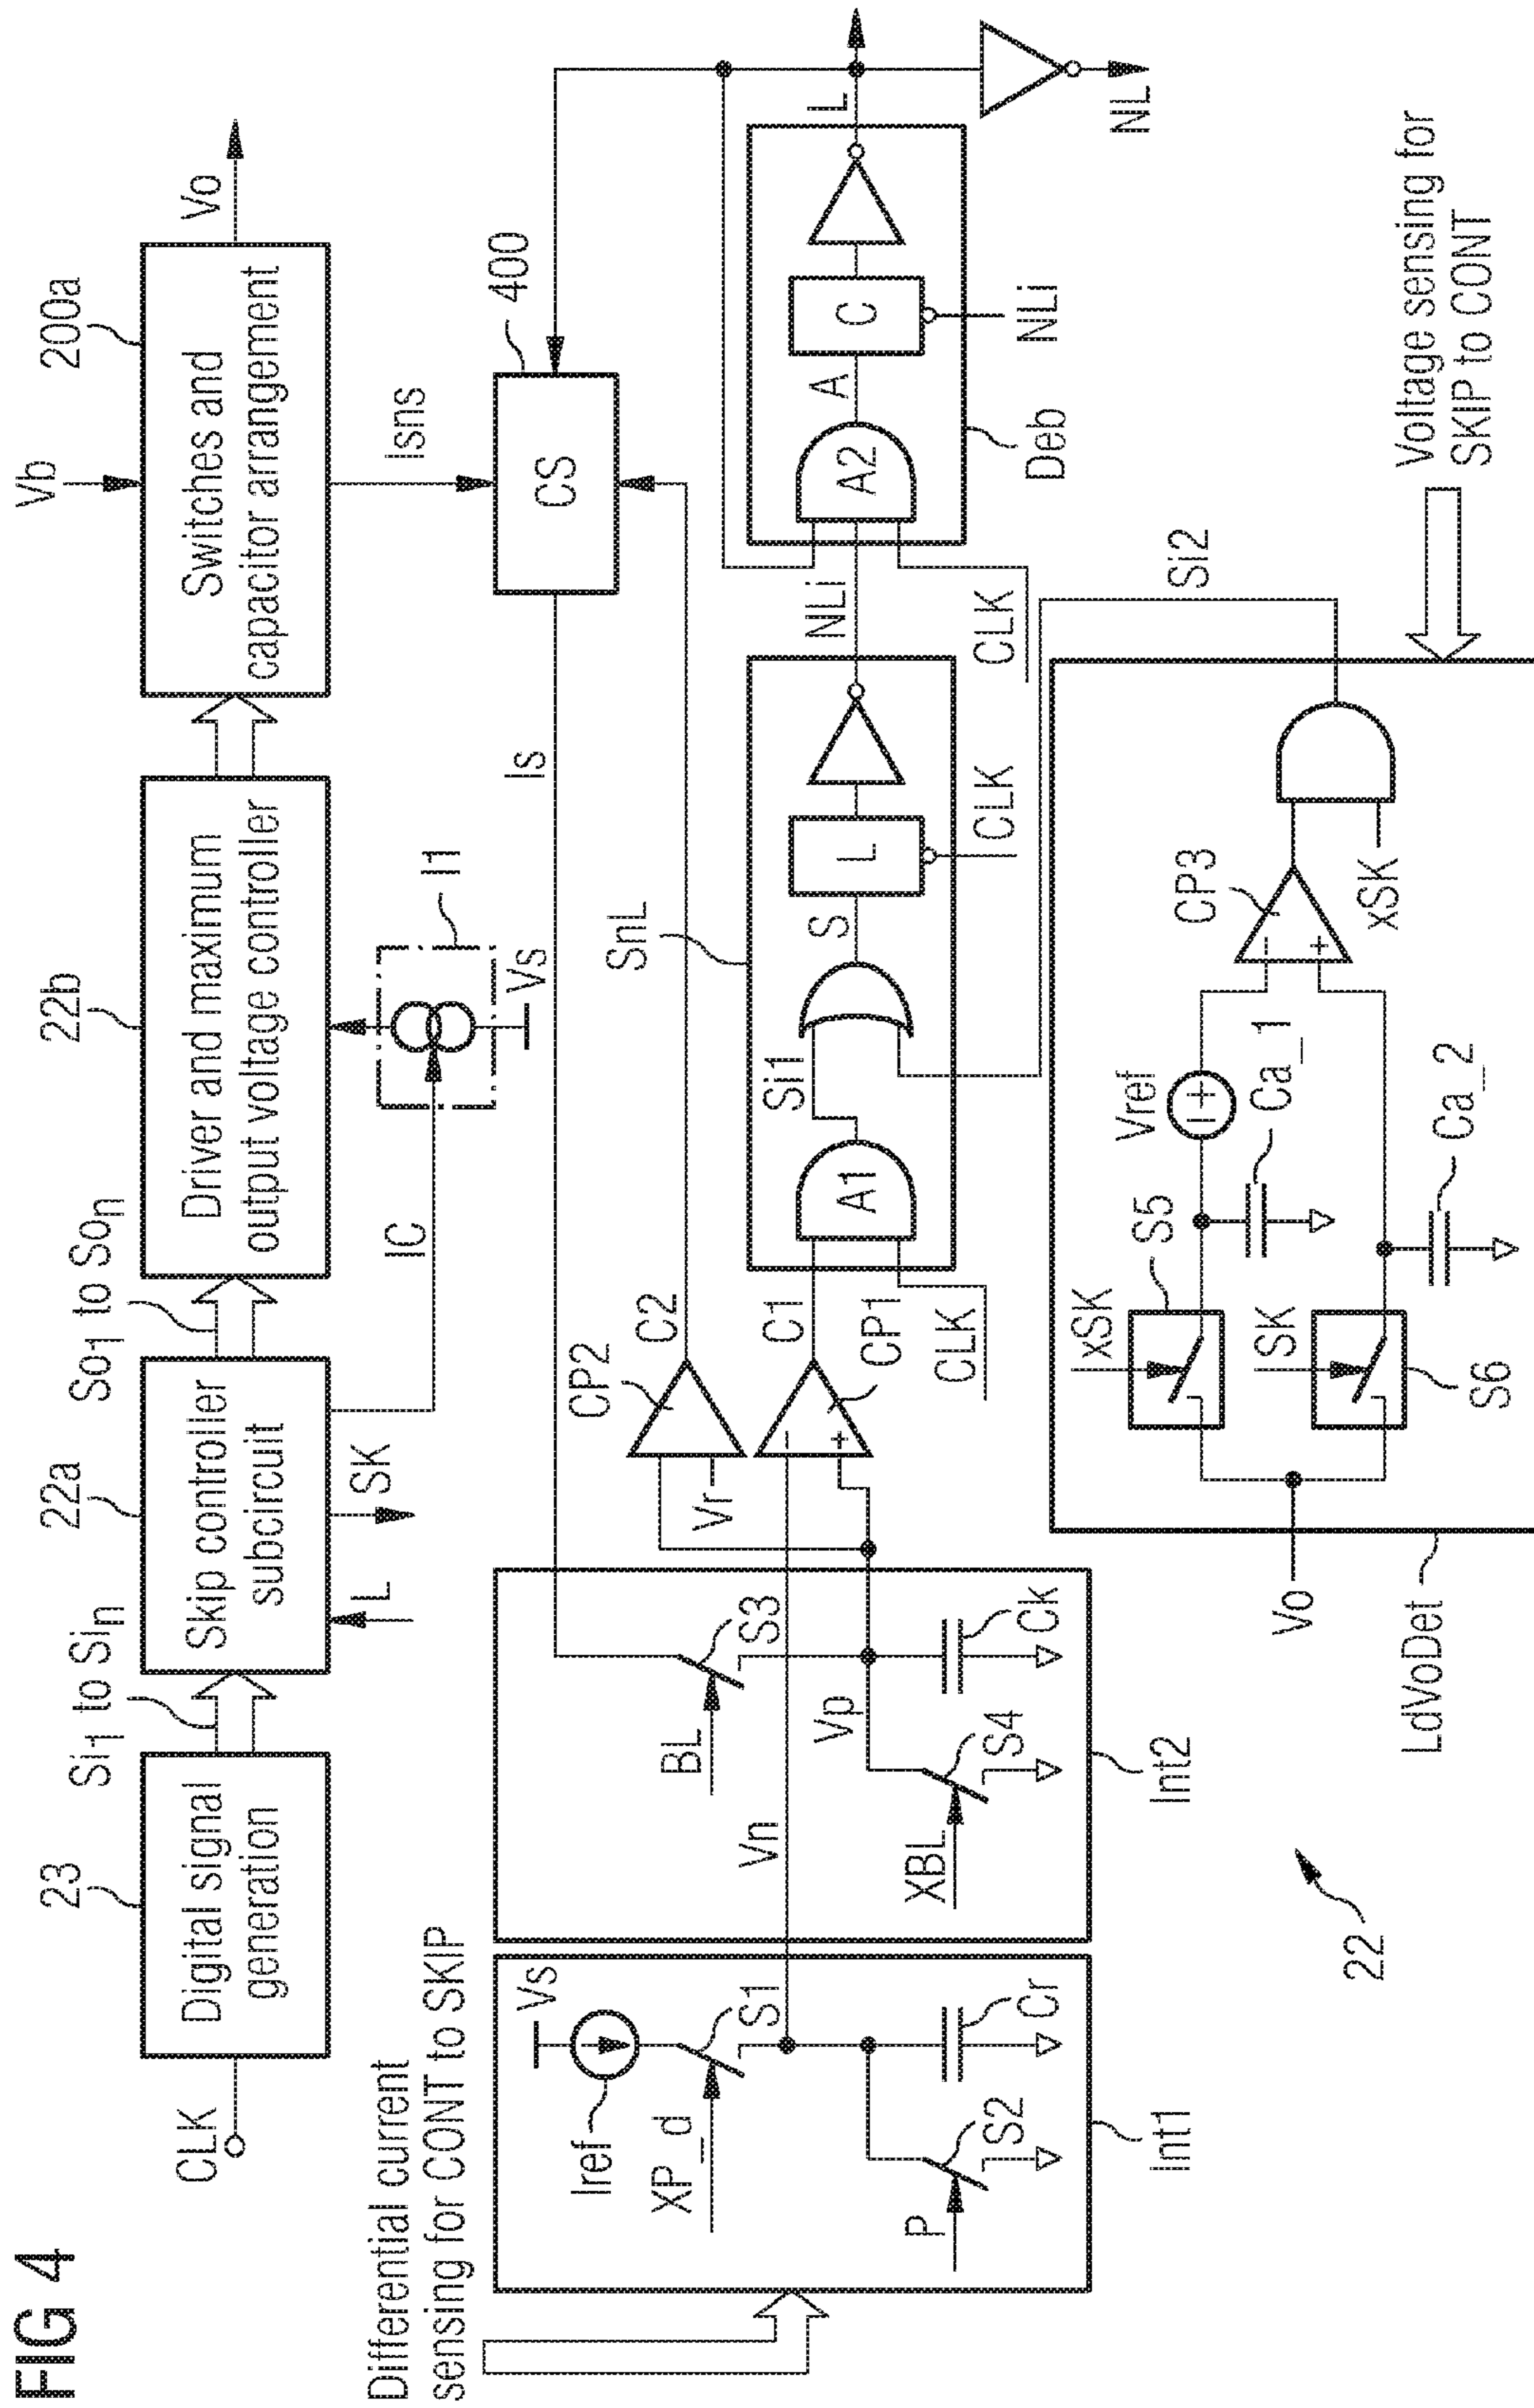 FIG 4
CLK
23
Digital signal
generation
Si1 to Sin
22a
Skip controller
subcircuit
L
SK
IC
So1 to Son
22b
Driver and maximum
output voltage controller
I1
Vs
Vb
200a
Switches and
capacitor arrangement
Vo
Isns
400
CS
Is
Differential current
sensing for CONT to SKIP
Vs
Iref
XP_d
S1
P
S2
Cr
Int1
Vn
BL
S3
Vp
XBL
S4
Ck
Int2
Vr
CP2
C2
-
+
C1
CP1
CLK
SnL
A1
Si1
S
L
CLK
NLi
CLK
A2
A
C
NLi
Deb
L
NL
22
LdVoDet
Vo
xSK
S5
SK
S6
Vref
+
Ca_1
Ca_2
CP3
-
+
xSK
Si2
Voltage sensing for
SKIP to CONT